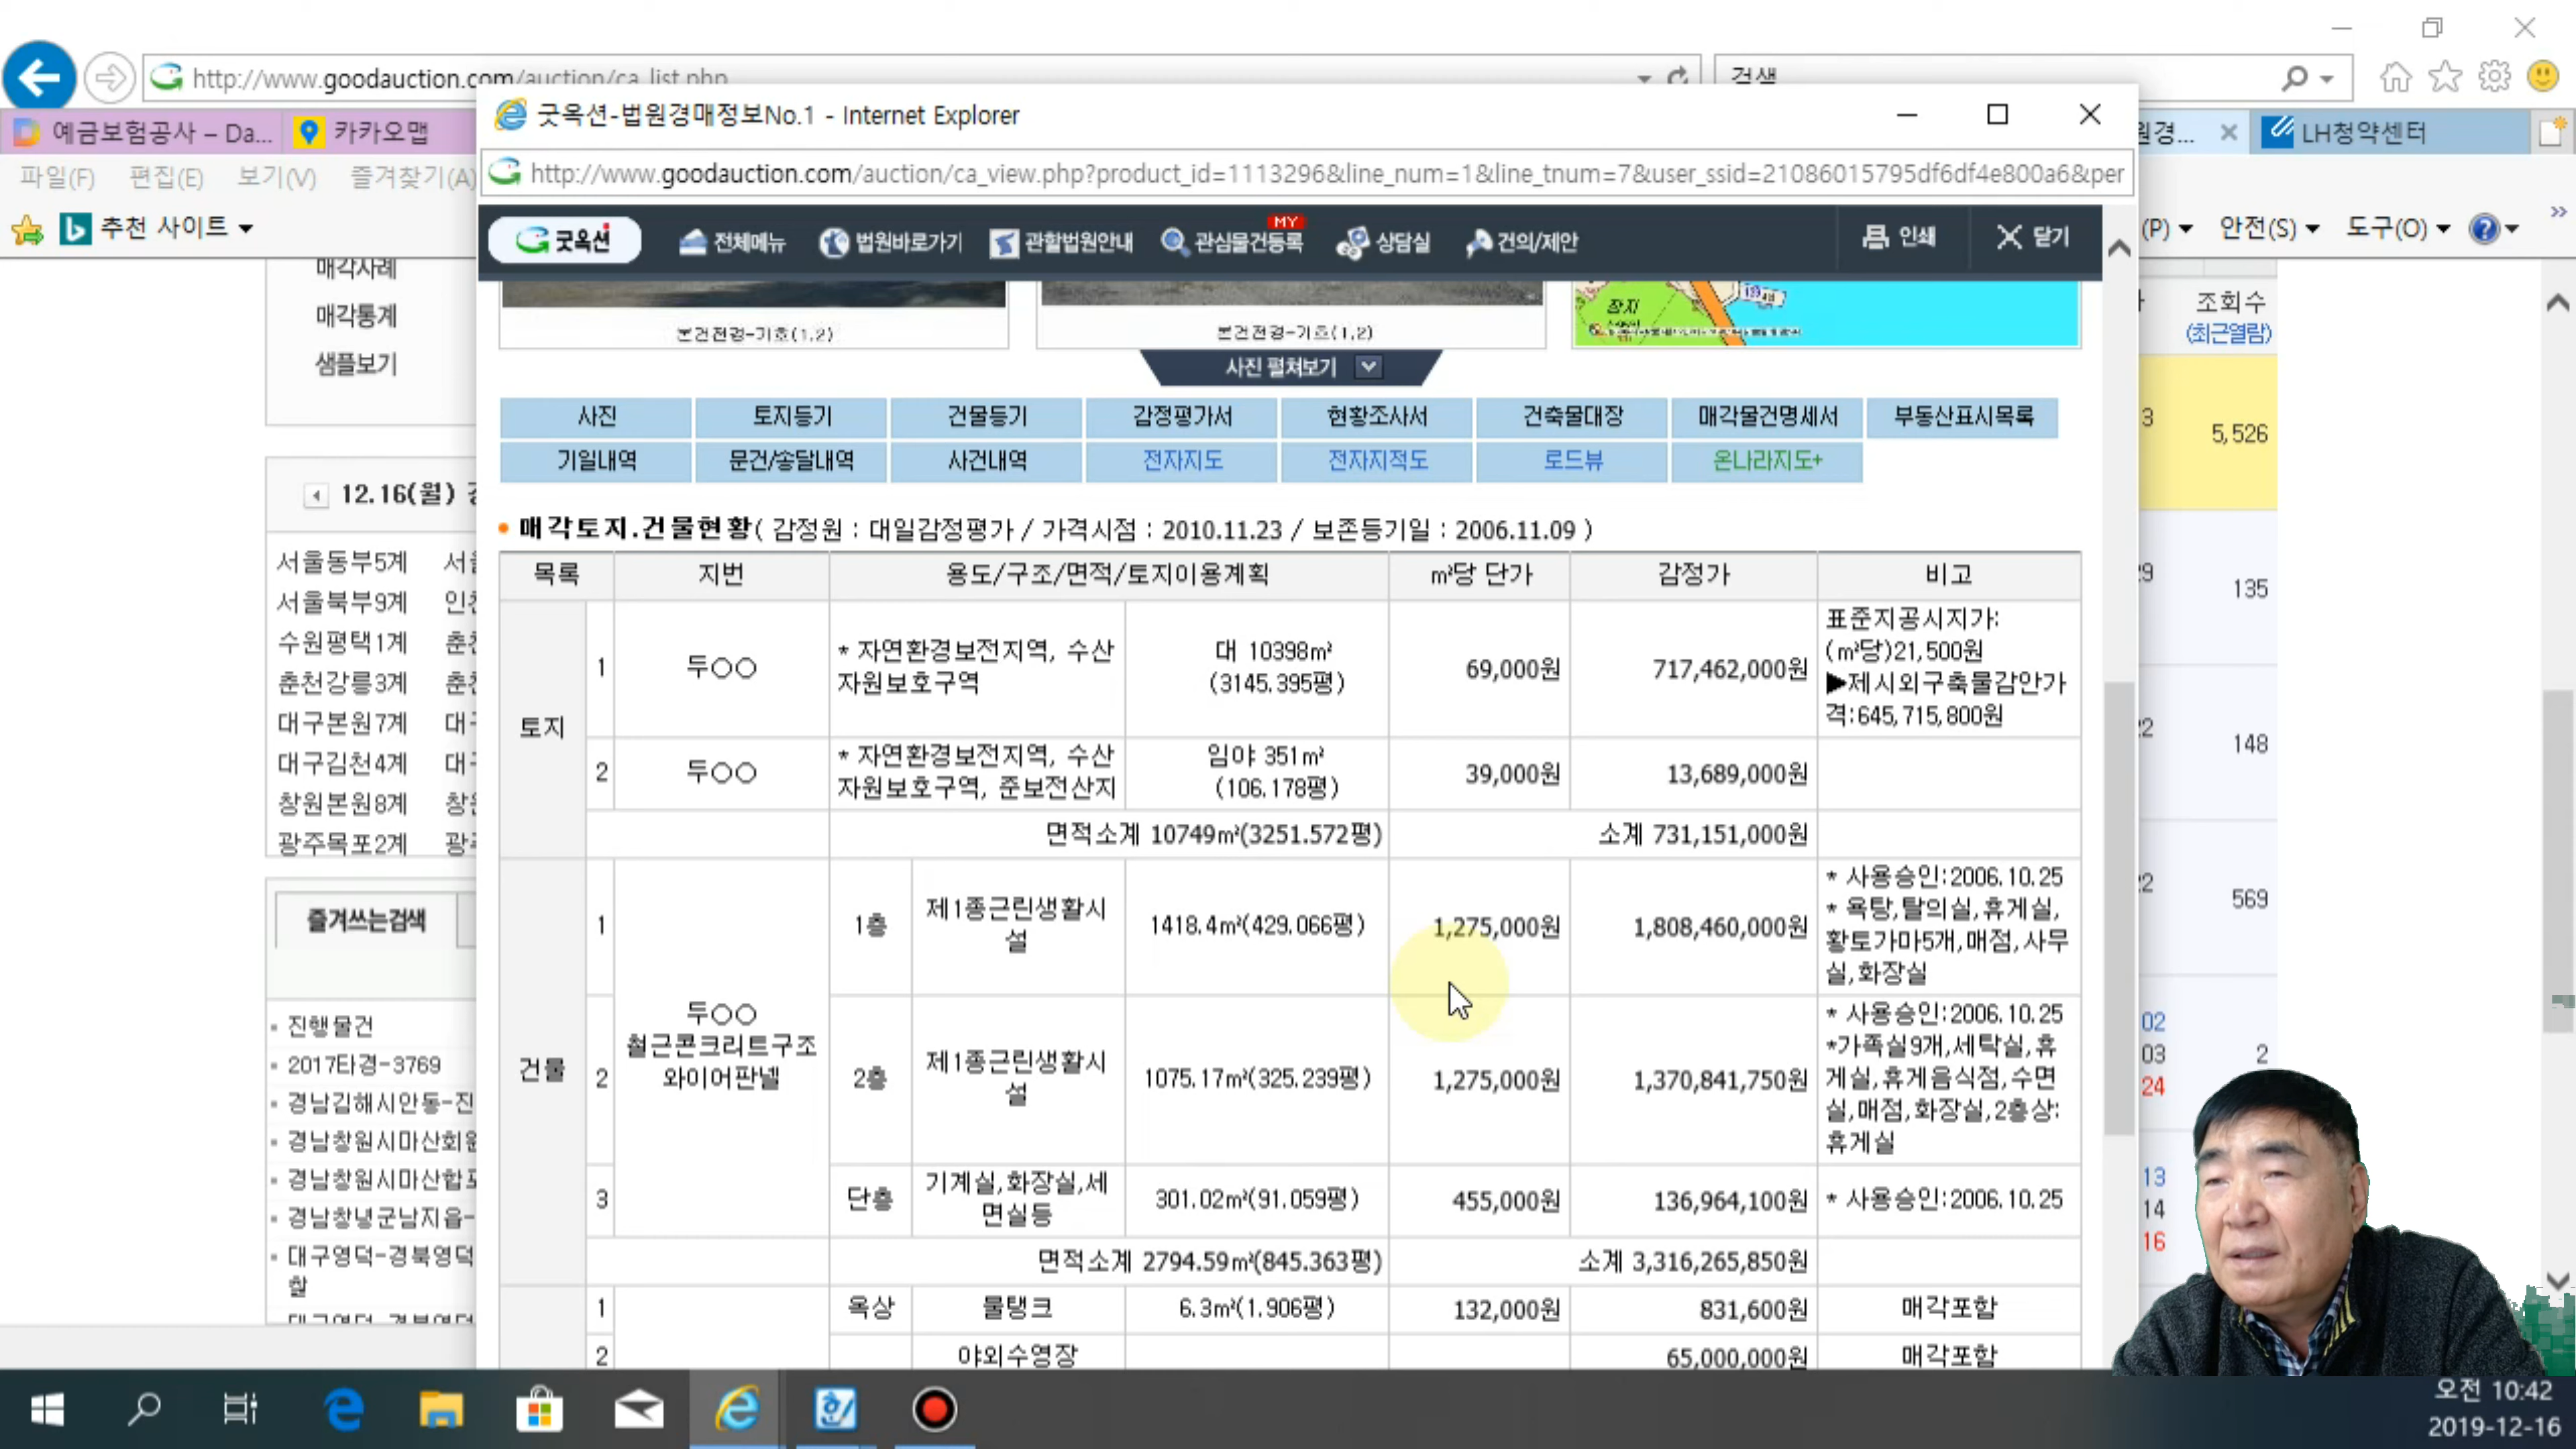 http://www.goodauction.com/auction/ca_list.php
검색
예금보험공사 – Da...
카카오맵
원경...
LH청약센터
파일(F) 편집(E) 보기(V) 즐겨찾기(A)
추천 사이트
(P) 안전(S) 도구(O)
굿옥션-법원경매정보No.1 - Internet Explorer
http://www.goodauction.com/auction/ca_view.php?product_id=1113296&line_num=1&line_tnum=7&user_ssid=21086015795df6df4e800a6&per
굿옥션 전체메뉴 법원바로가기 관할법원안내 MY 관심물건등록 상담실 건의/제안 인쇄 닫기
매각사례
매각통계
샘플보기
12.16(월)
서울동부5계
서울북부9계
수원평택1계
춘천강릉3계
대구본원7계
대구김천4계
창원본원8계
광주목포2계
즐겨쓰는검색
진행물건
2017타경-3769
경남김해시안동-진
경남창원시마산회원
경남창원시마산합포
경남창녕군남지읍-
대구영덕-경북영덕
찰
본건전경-기호(1,2)
본건전경-기호(1,2)
장지
사진 펼쳐보기
사진 토지등기 건물등기 감정평가서 현황조사서 건축물대장 매각물건명세서 부동산표시목록
기일내역 문건/송달내역 사건내역 전자지도 전자지적도 로드뷰 온나라지도+
매각토지.건물현황( 감정원 : 대일감정평가 / 가격시점 : 2010.11.23 / 보존등기일 : 2006.11.09 )
목록 지번 용도/구조/면적/토지이용계획 ㎡당 단가 감정가 비고
토지
1 두○○
* 자연환경보전지역, 수산
자원보호구역
대 10398㎡
(3145.395평)
69,000원 717,462,000원
표준지공시지가:
(㎡당)21,500원
▶제시외구축물감안가
격:645,715,800원
2 두○○
* 자연환경보전지역, 수산
자원보호구역, 준보전산지
임야 351㎡
(106.178평)
39,000원 13,689,000원
면적소계 10749㎡(3251.572평) 소계 731,151,000원
건물
두○○
철근콘크리트구조
와이어판넬
1 1층
제1종근린생활시
설
1418.4㎡(429.066평) 1,275,000원 1,808,460,000원
* 사용승인:2006.10.25
* 욕탕,탈의실,휴게실,
황토가마5개,매점,사무
실,화장실
2 2층
제1종근린생활시
설
1075.17㎡(325.239평) 1,275,000원 1,370,841,750원
* 사용승인:2006.10.25
*가족실9개,세탁실,휴
게실,휴게음식점,수면
실,매점,화장실,2층상:
휴게실
3 단층
기계실,화장실,세
면실등
301.02㎡(91.059평) 455,000원 136,964,100원 * 사용승인:2006.10.25
면적소계 2794.59㎡(845.363평) 소계 3,316,265,850원
1 옥상 물탱크 6.3㎡(1.906평) 132,000원 831,600원 매각포함
2 야외수영장 65,000,000원 매각포함
조회수
(최근열람)
3 5,526
135
148
569
02
03 2
24
13
14
16
오전 10:42
2019-12-16